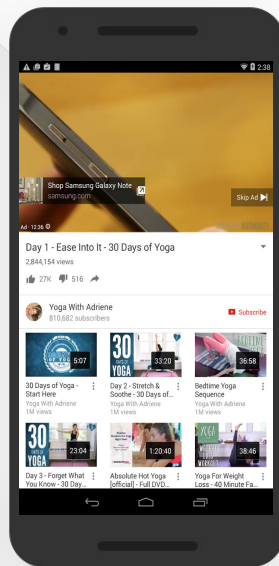 2:38
Shop Samsung Galaxy Note
samsung.com
Skip Ad
Ad · 12:36
Day 1 - Ease Into It - 30 Days of Yoga
2,844,154 views
27K 516
Yoga With Adriene
810,682 subscribers
Subscribe
5:07
30 Days of Yoga -
Start Here
Yoga With Adriene
1M views
30
DAYS OF
YOGA
33:20
Day 2 - Stretch &
Soothe - 30 Days of...
Yoga With Adriene
1M views
36:58
Bedtime Yoga
Sequence
Yoga With Adriene
1M views
30
DAYS OF
YOGA
23:04
Day 3 - Forget What
You Know - 30 Day...
1:20:40
Absolute Hot Yoga
[official] - Full DVD...
YOGA
WORKOUT
38:46
Yoga For Weight
Loss - 40 Minute Fa...